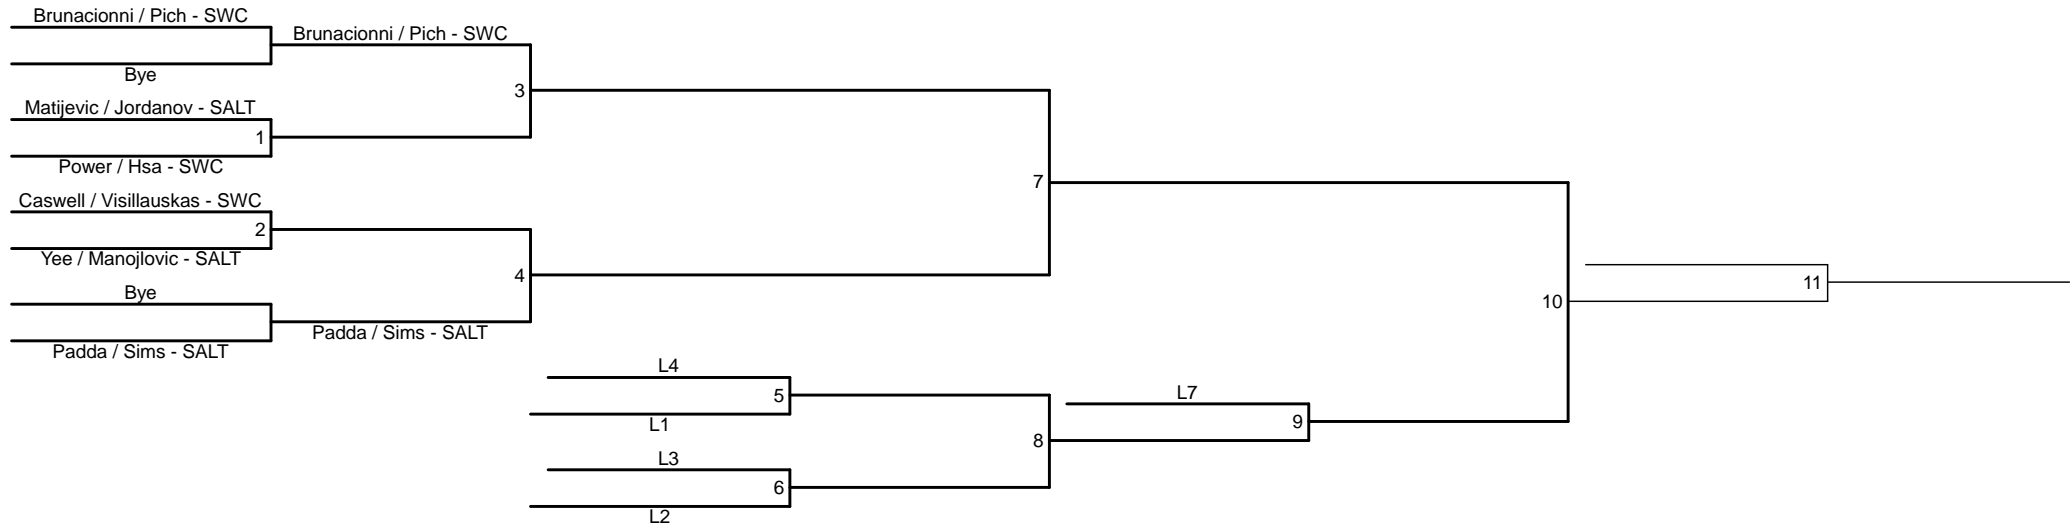 Brunacionni / Pich - SWC
Brunacionni / Pich - SWC
Bye
3
Matijevic / Jordanov - SALT
1
Power / Hsa - SWC
7
Caswell / Visillauskas - SWC
2
Yee / Manojlovic - SALT
4
11
Bye
10
Padda / Sims - SALT
Padda / Sims - SALT
L4
5
L7
L1
9
8
L3
6
L2